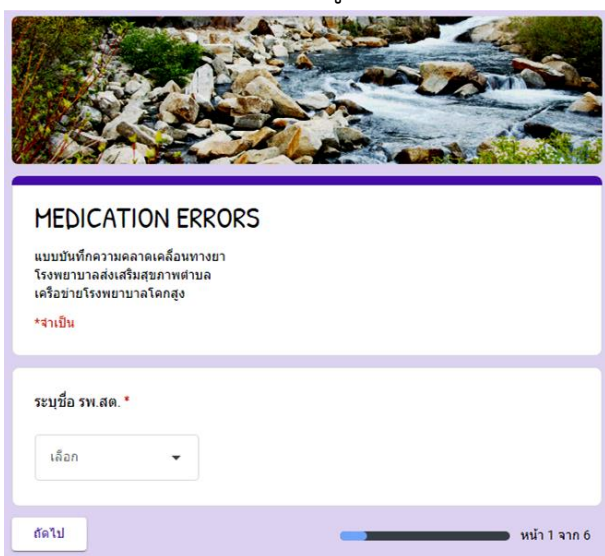 MEDICATION ERRORS
แบบบันทึกความคลาดเคลื่อนทางยา
โรงพยาบาลส่งเสริมสุขภาพตำบล
เครือข่ายโรงพยาบาลโคกสูง
*จำเป็น
ระบุชื่อ รพ.สต. *
เลือก
ถัดไป
หน้า 1 จาก 6